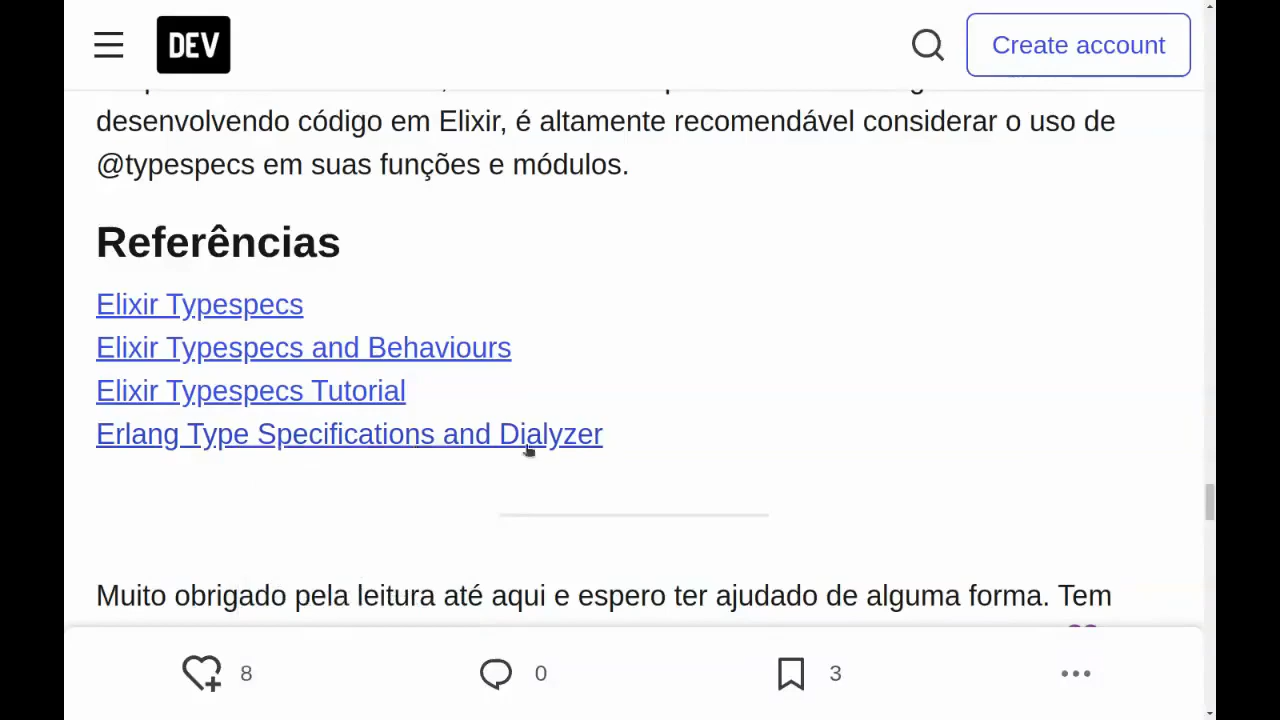 DEV
Create account
desenvolvendo código em Elixir, é altamente recomendável considerar o uso de
@typespecs em suas funções e módulos.
Referências
Elixir Typespecs
Elixir Typespecs and Behaviours
Elixir Typespecs Tutorial
Erlang Type Specifications and Dialyzer
Muito obrigado pela leitura até aqui e espero ter ajudado de alguma forma. Tem
8
0
3